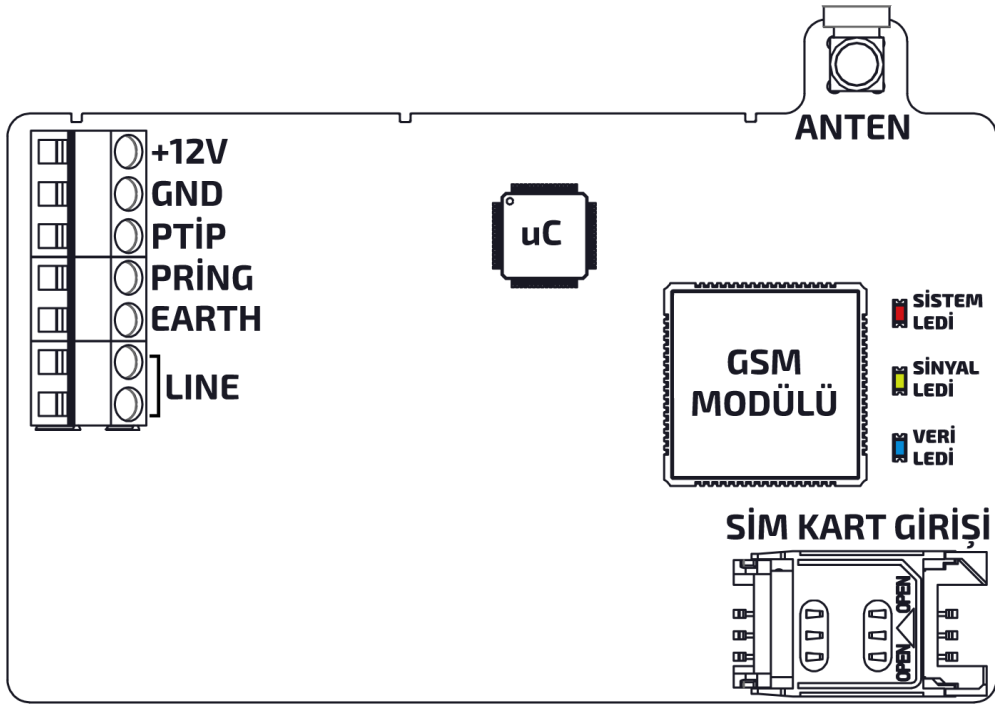 ANTEN
+12V
GND
PTİP
PRİNG
EARTH
LINE
uC
GSM
MODÜLÜ
SİSTEM
LEDİ
SİNYAL
LEDİ
VERİ
LEDİ
SİM KART GİRİŞİ
OPEN
OPEN